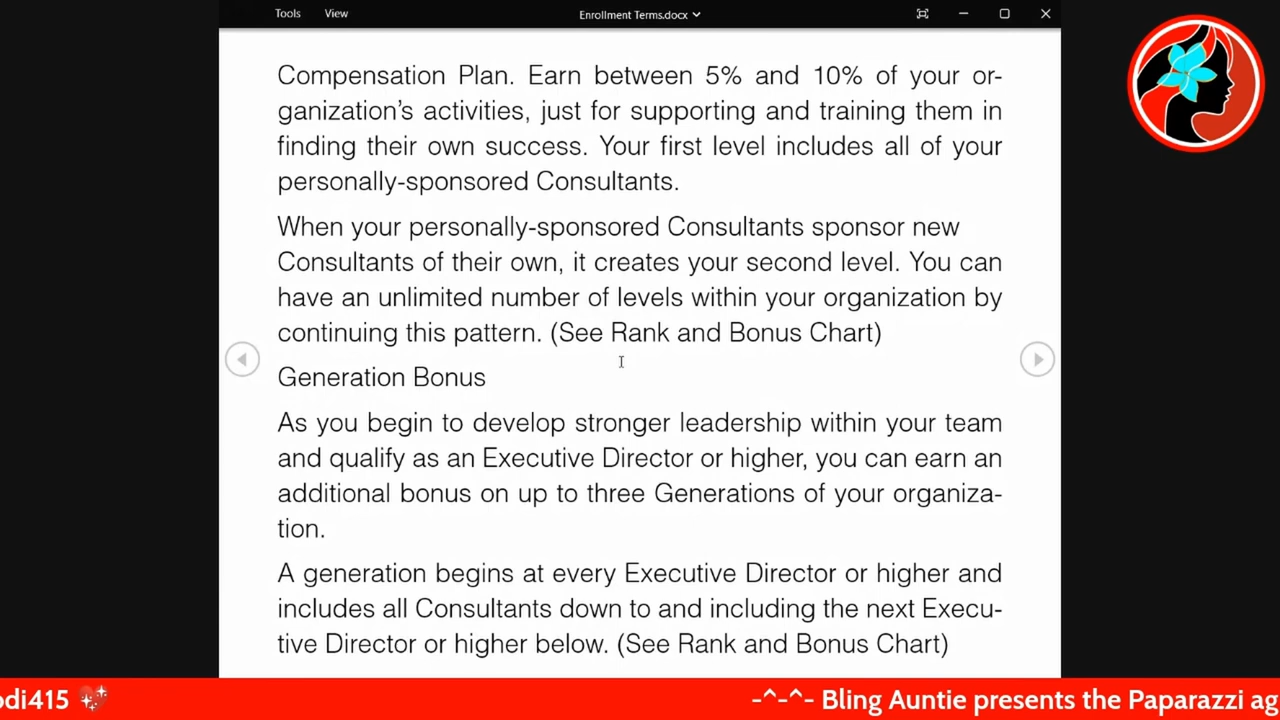 Tools View Enrollment Terms.docx
Compensation Plan. Earn between 5% and 10% of your or-
ganization's activities, just for supporting and training them in
finding their own success. Your first level includes all of your
personally-sponsored Consultants.
When your personally-sponsored Consultants sponsor new
Consultants of their own, it creates your second level. You can
have an unlimited number of levels within your organization by
continuing this pattern. (See Rank and Bonus Chart)
Generation Bonus
As you begin to develop stronger leadership within your team
and qualify as an Executive Director or higher, you can earn an
additional bonus on up to three Generations of your organiza-
tion.
A generation begins at every Executive Director or higher and
includes all Consultants down to and including the next Execu-
tive Director or higher below. (See Rank and Bonus Chart)
odi415 💖 -^-^- Bling Auntie presents the Paparazzi ag